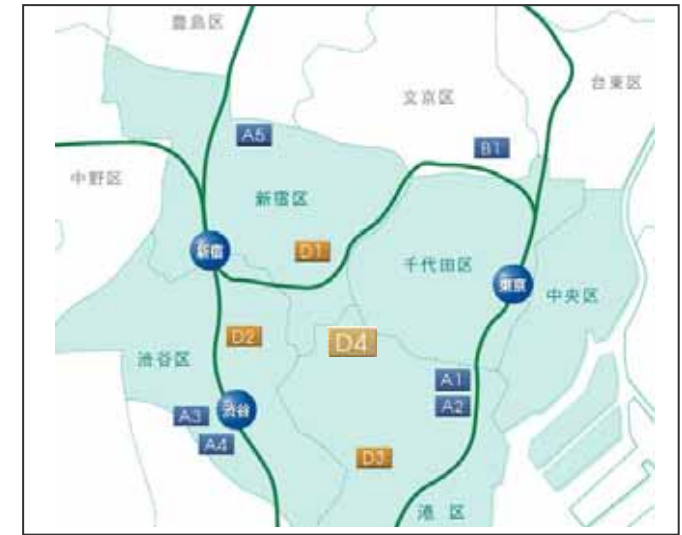 豊島区
台東区
文京区
A5
B1
中野区
新宿区
新宿
D1
千代田区
東京
中央区
D2
D4
渋谷区
A1
A3
渋谷
A2
A4
D3
港 区